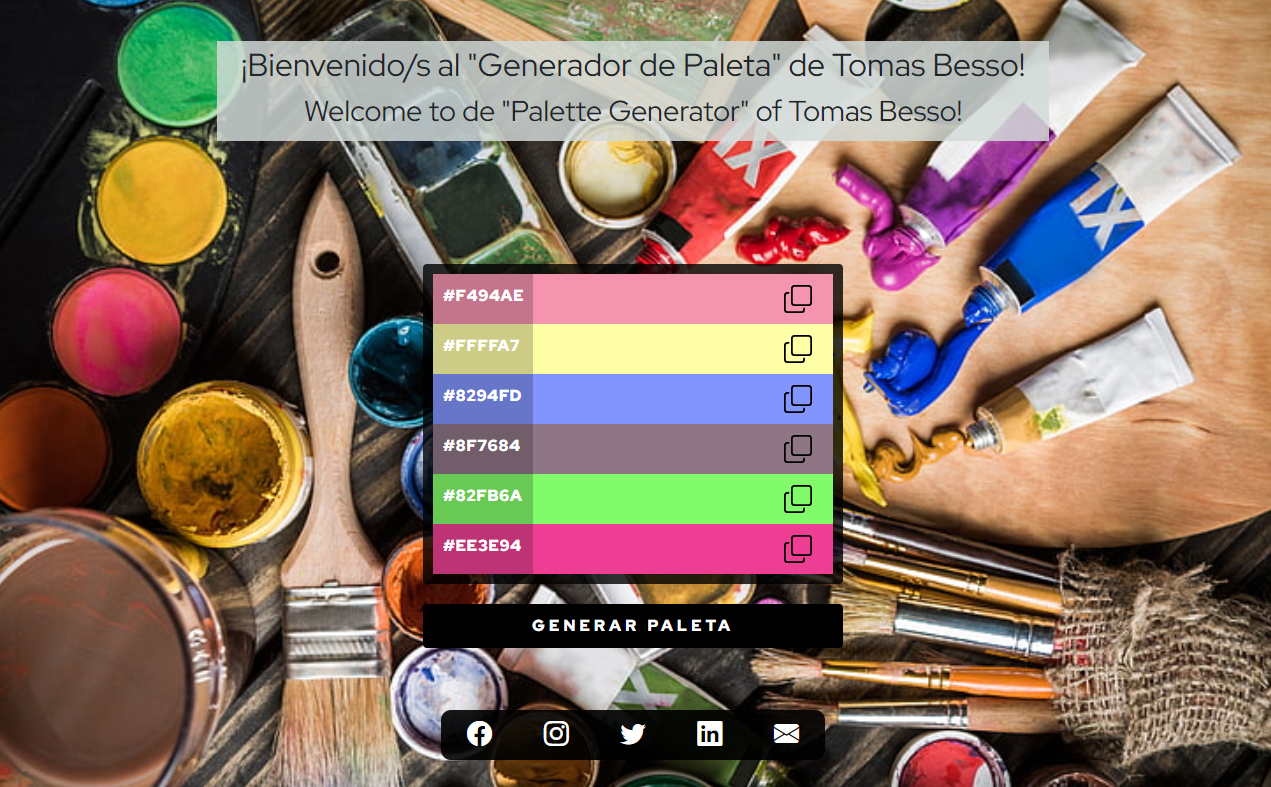 ¡Bienvenido/s al "Generador de Paleta" de Tomas Besso!
Welcome to de "Palette Generator" of Tomas Besso!
#F494AE
#FFFFA7
#8294FD
#8F7684
#82FB6A
#EE3E94
GENERAR PALETA